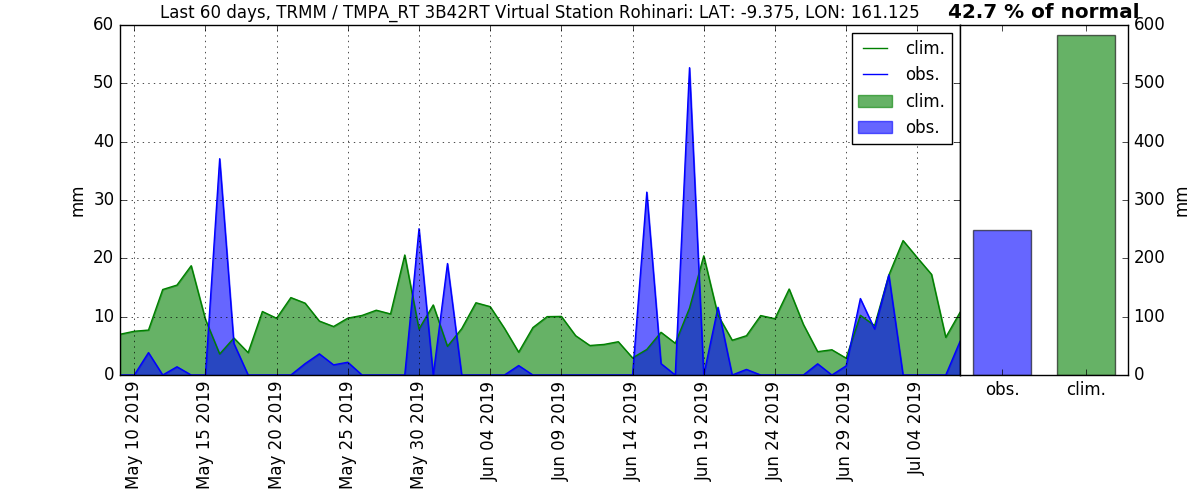 Last 60 days, TRMM / TMPA_RT 3B42RT Virtual Station Rohinari: LAT: -9.375, LON: 161.125
42.7 % of normal
60
50
40
30
20
10
0
mm
clim.
obs.
clim.
obs.
600
500
400
300
200
100
0
mm
May 10 2019
May 15 2019
May 20 2019
May 25 2019
May 30 2019
Jun 04 2019
Jun 09 2019
Jun 14 2019
Jun 19 2019
Jun 24 2019
Jun 29 2019
Jul 04 2019
obs.
clim.